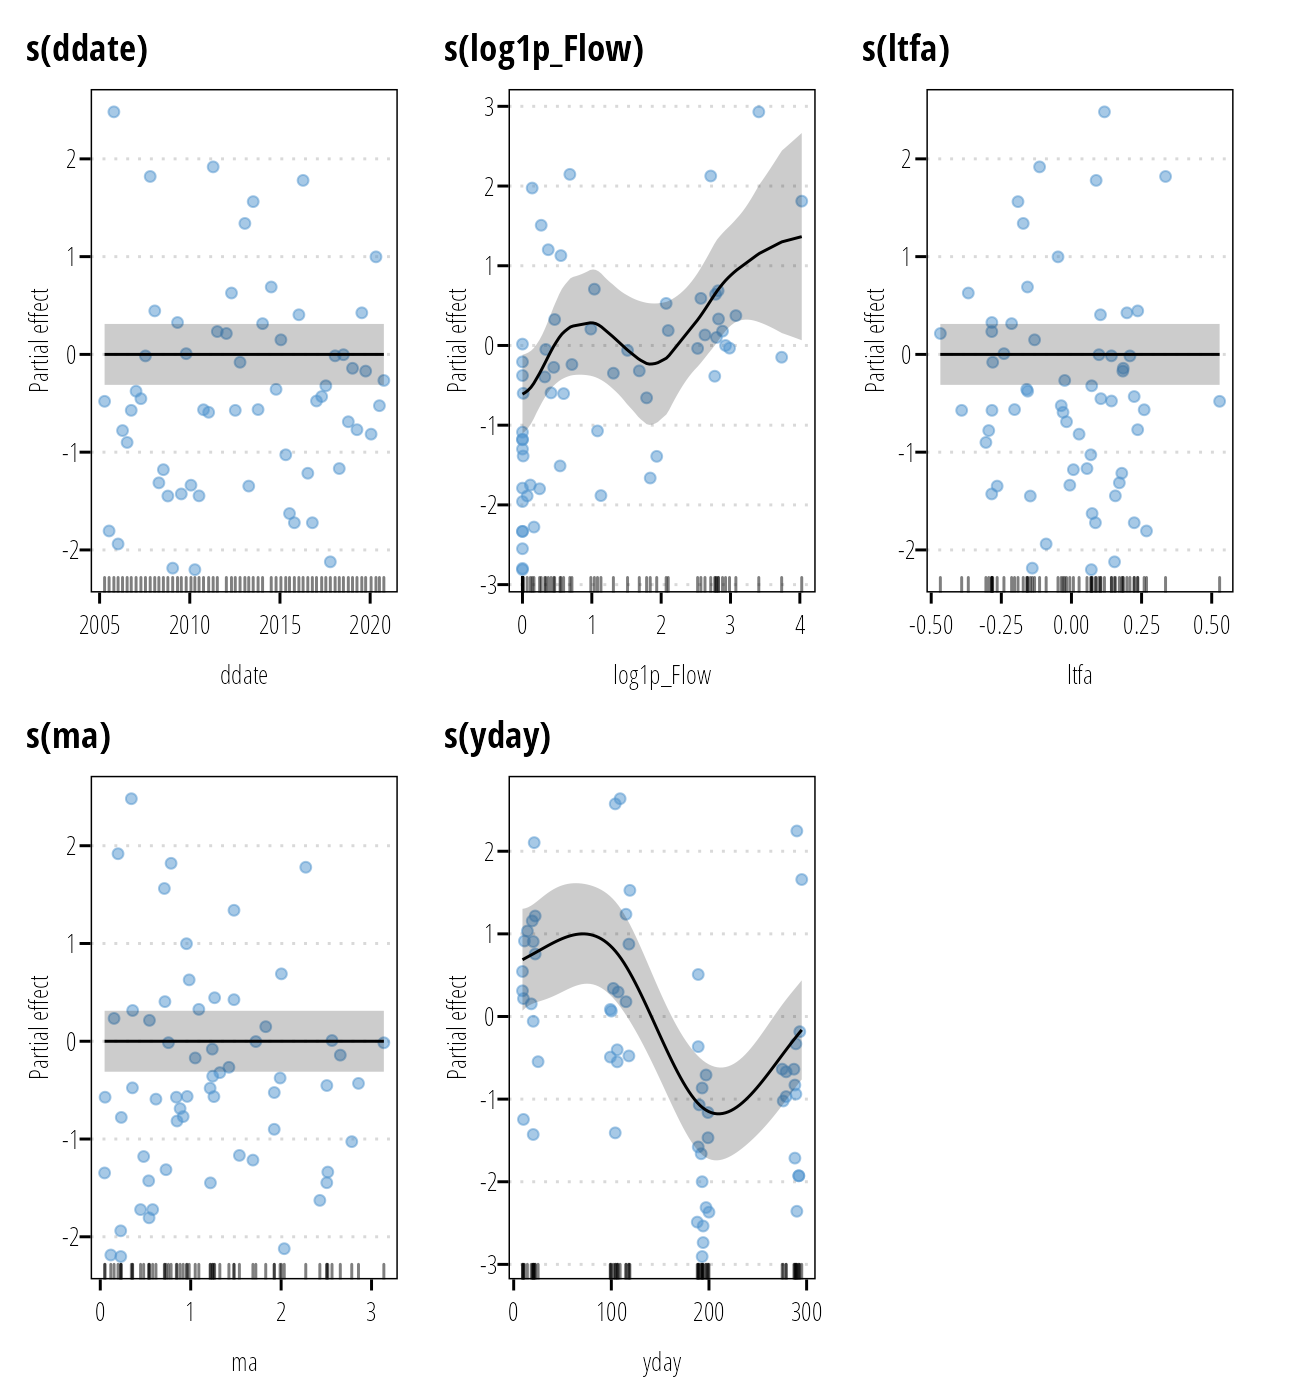 s(ddate) s(log1p_Flow) s(ltfa)
3
2 2 2
1 1 1
0 0 0
-1 -1 -1
-2 -2 -2
-3
Partial effect Partial effect Partial effect
2005 2010 2015 2020 0 1 2 3 4 -0.50 -0.25 0.00 0.25 0.50
ddate log1p_Flow ltfa
s(ma) s(yday)
2 2
1 1
0 0
-1 -1
-2 -2
-3
Partial effect Partial effect
0 1 2 3 0 100 200 300
ma yday